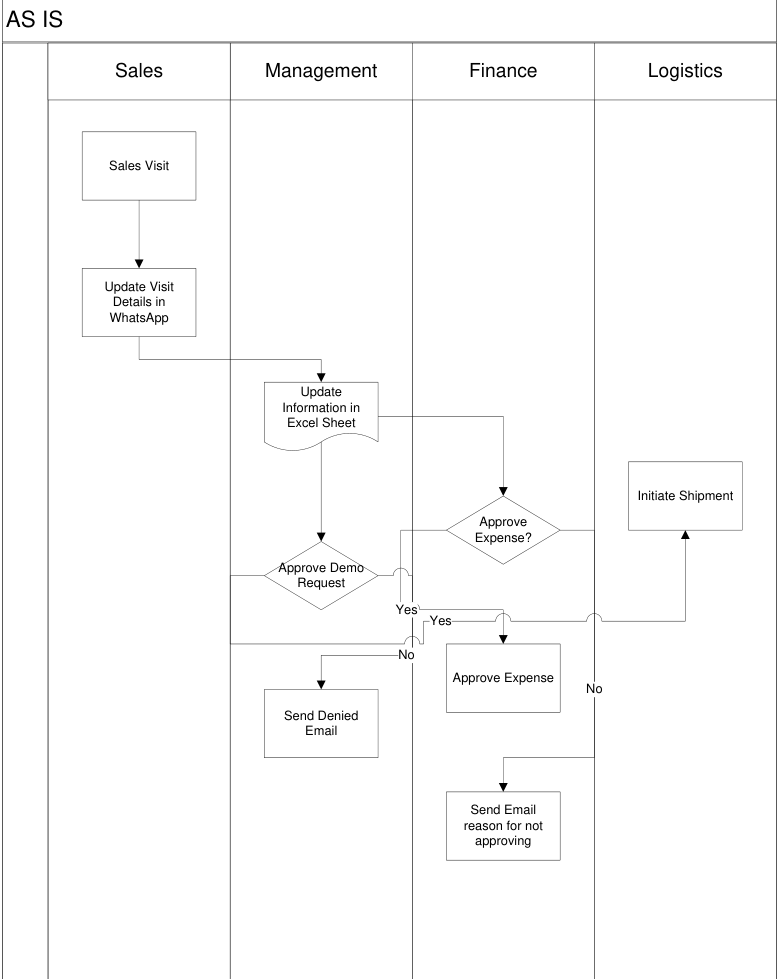 AS IS
Sales
Management
Finance
Logistics
Sales Visit
Update Visit
Details in
WhatsApp
Update
Information in
Excel Sheet
Initiate Shipment
Approve
Expense?
Approve Demo
Request
Yes
Yes
No
Approve Expense
No
Send Denied
Email
Send Email
reason for not
approving